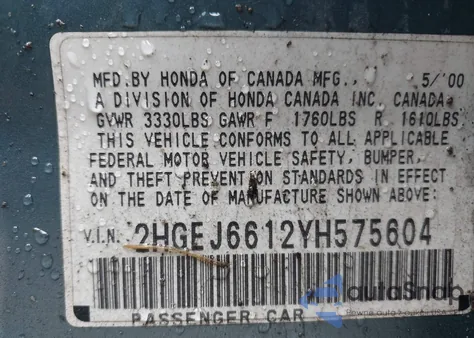 MFD. BY HONDA OF CANADA MFG., 5/'00
A DIVISION OF HONDA CANADA INC. CANADA.
GVWR 3330LBS GAWR F 1760LBS R 1610LBS
THIS VEHICLE CONFORMS TO ALL APPLICABLE
FEDERAL MOTOR VEHICLE SAFETY, BUMPER,
AND THEFT PREVENTION STANDARDS IN EFFECT
ON THE DATE OF MANUFACTURE SHOWN ABOVE:
V.I.N. 2HGEJ6612YH575604
PASSENGER CAR
autoSnap